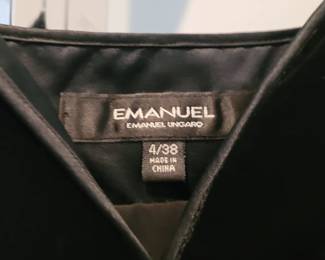 EMANUEL
EMANUEL UNGARO
4/38
MADE IN
CHINA